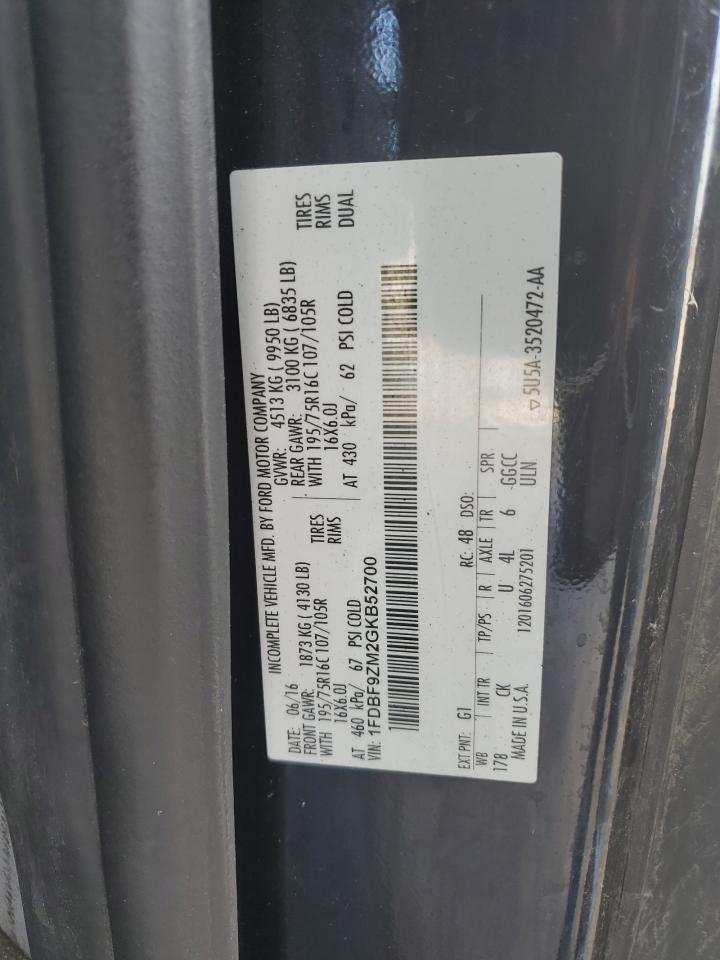 INCOMPLETE VEHICLE MFD. BY FORD MOTOR COMPANY
DATE: 06/16 GVWR: 4513 KG ( 9950 LB)
FRONT GAWR: 1873 KG ( 4130 LB) REAR GAWR: 3100 KG ( 6835 LB)
WITH 195/75R16C 107/105R TIRES WITH 195/75R16C 107/105R TIRES
16X6.0J RIMS 16X6.0J RIMS
AT 460 kPa/ 67 PSI COLD AT 430 kPa/ 62 PSI COLD DUAL
VIN: 1FDBF9ZM2GKB52700
EXT PNT: G1 RC: 48 DSO:
WB INT TR TP/PS R AXLE TR SPR
178 CK U 4L 6 -GGCC
MADE IN U.S.A. 1201606275201 ULN
▽5U5A-3520472-AA